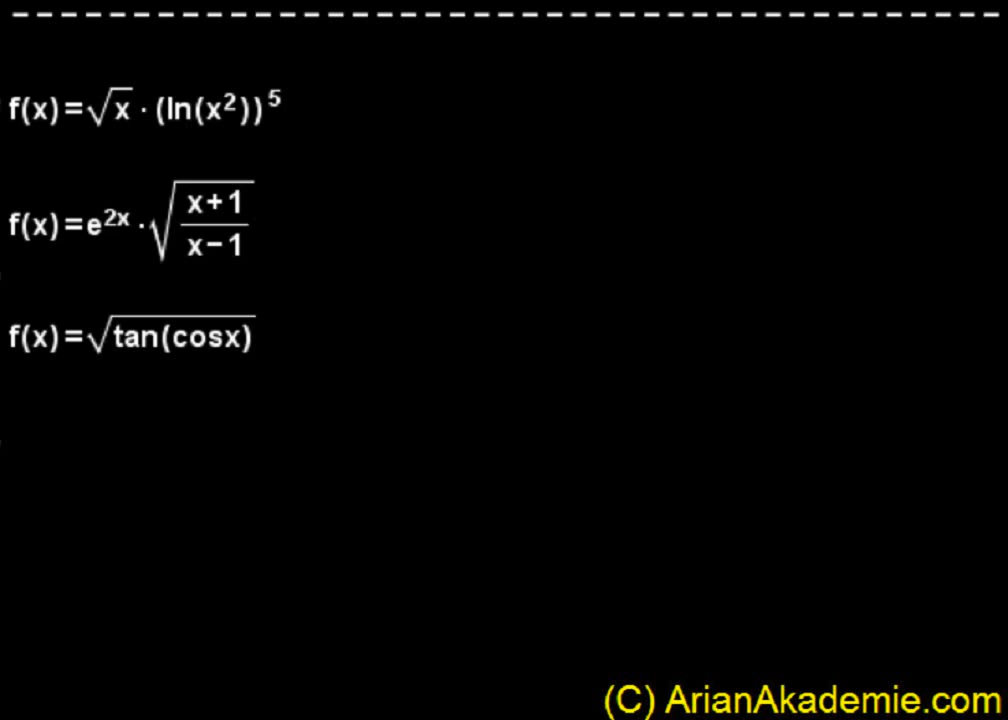 f(x)=√x · (ln(x²))⁵
f(x)=e²ˣ · √((x+1)/(x−1))
f(x)=√tan(cosx)
(C) ArianAkademie.com